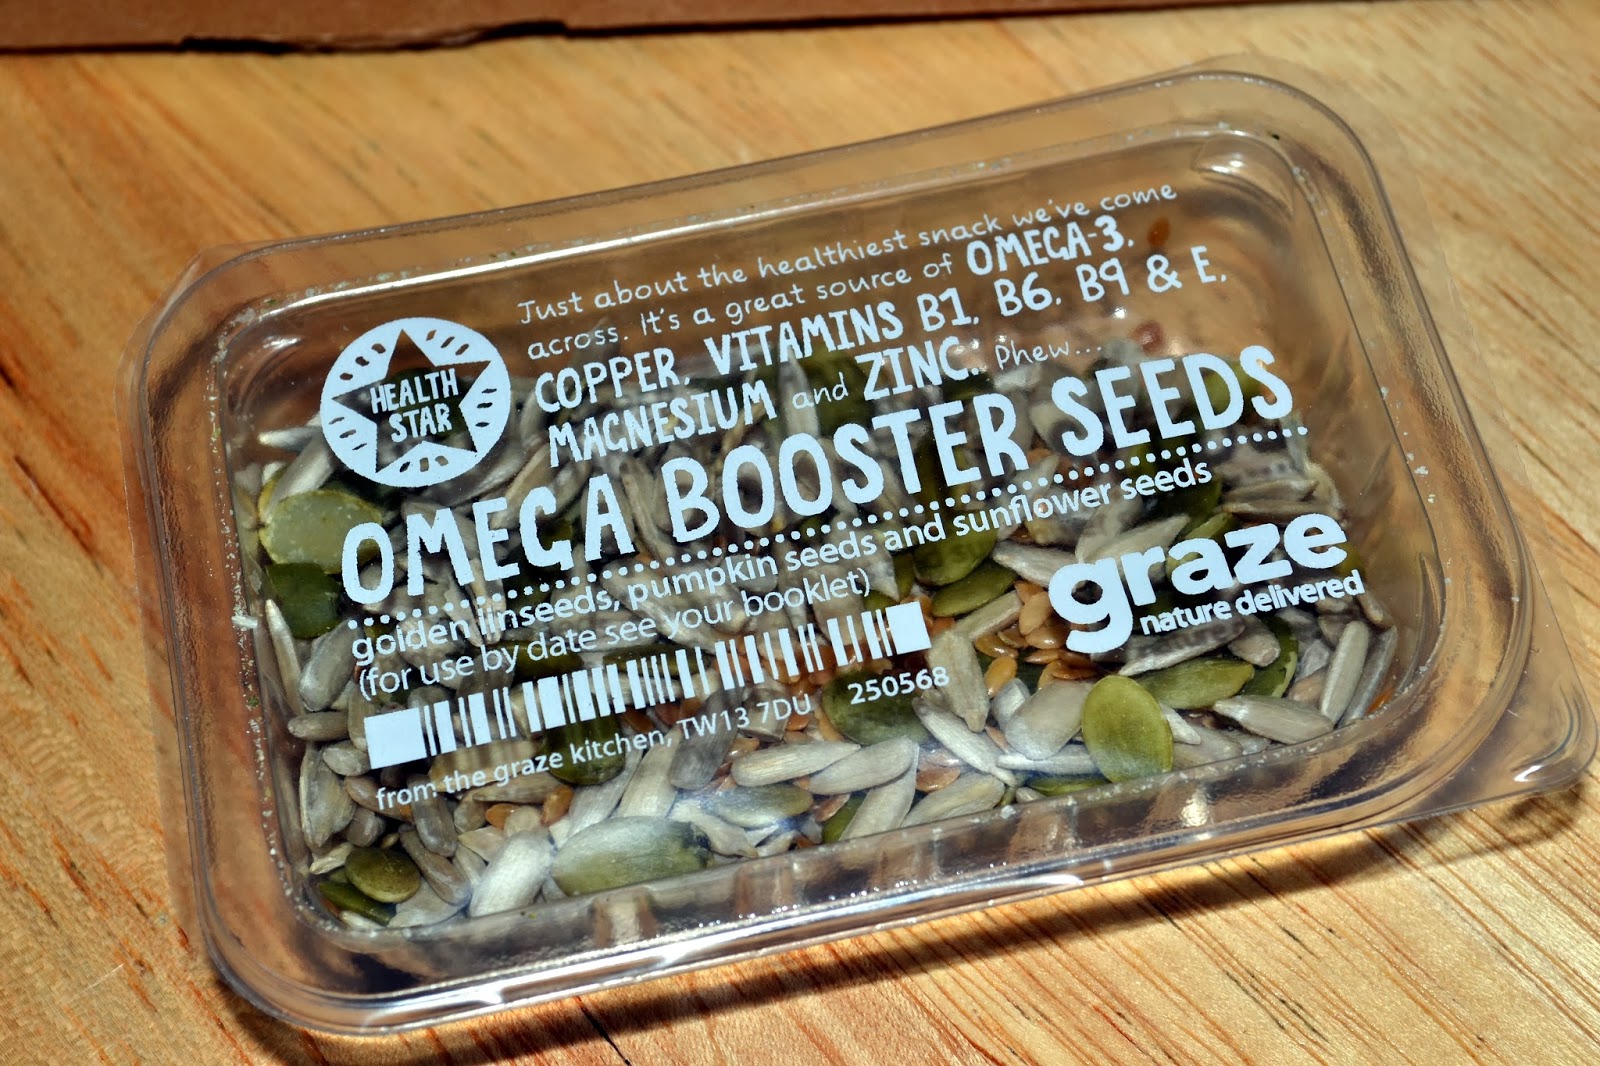 Just about the healthiest snack we've come
across. It's a great source of OMEGA-3,
COPPER, VITAMINS B1, B6, B9 & E,
MAGNESIUM and ZINC. Phew...
HEALTH
STAR
OMEGA BOOSTER SEEDS
golden linseeds, pumpkin seeds and sunflower seeds
(for use by date see your booklet)
graze
nature delivered
250568
from the graze kitchen, TW13 7DU